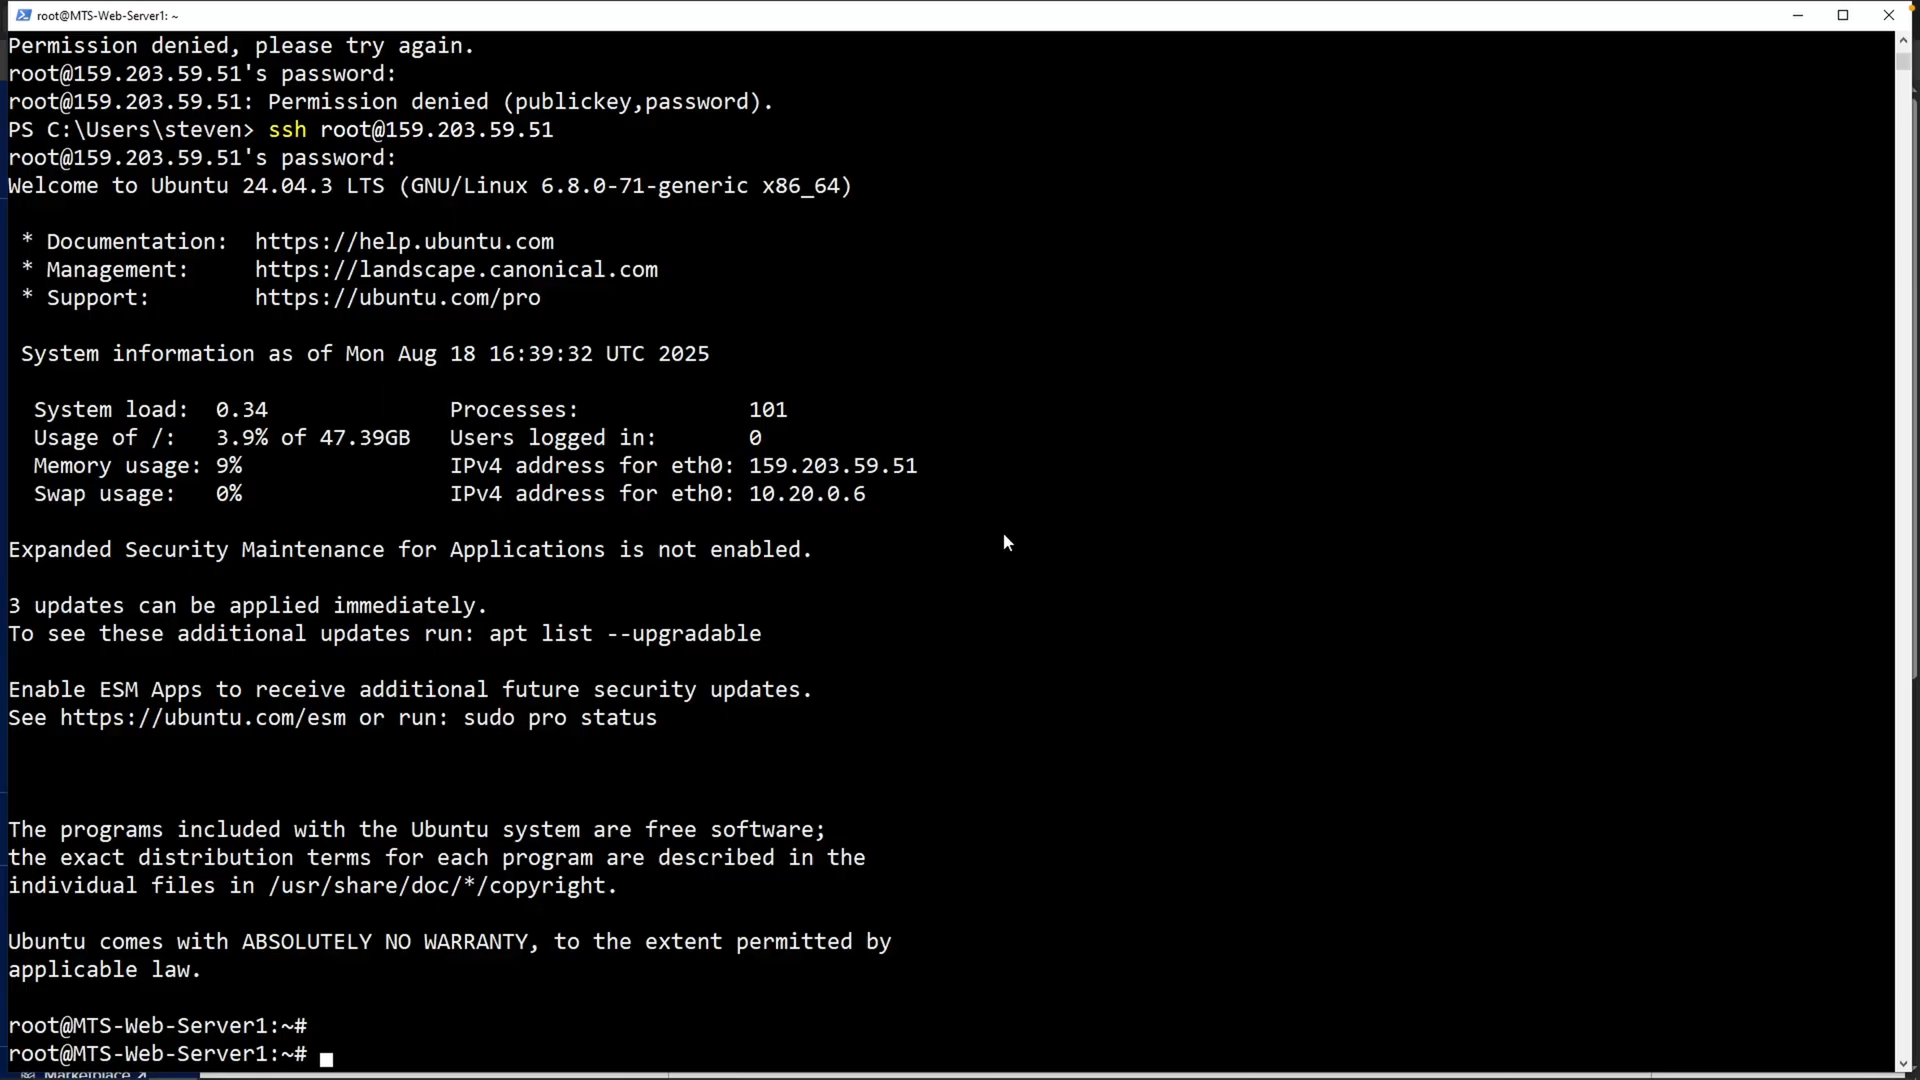 root@MTS-Web-Server1: ~
Permission denied, please try again.
root@159.203.59.51's password:
root@159.203.59.51: Permission denied (publickey,password).
PS C:\Users\steven> ssh root@159.203.59.51
root@159.203.59.51's password:
Welcome to Ubuntu 24.04.3 LTS (GNU/Linux 6.8.0-71-generic x86_64)
* Documentation:  https://help.ubuntu.com
* Management:     https://landscape.canonical.com
* Support:        https://ubuntu.com/pro
System information as of Mon Aug 18 16:39:32 UTC 2025
System load:  0.34              Processes:             101
Usage of /:   3.9% of 47.39GB   Users logged in:       0
Memory usage: 9%                IPv4 address for eth0: 159.203.59.51
Swap usage:   0%                IPv4 address for eth0: 10.20.0.6
Expanded Security Maintenance for Applications is not enabled.
3 updates can be applied immediately.
To see these additional updates run: apt list --upgradable
Enable ESM Apps to receive additional future security updates.
See https://ubuntu.com/esm or run: sudo pro status
The programs included with the Ubuntu system are free software;
the exact distribution terms for each program are described in the
individual files in /usr/share/doc/*/copyright.
Ubuntu comes with ABSOLUTELY NO WARRANTY, to the extent permitted by
applicable law.
root@MTS-Web-Server1:~#
root@MTS-Web-Server1:~#
Marketplace